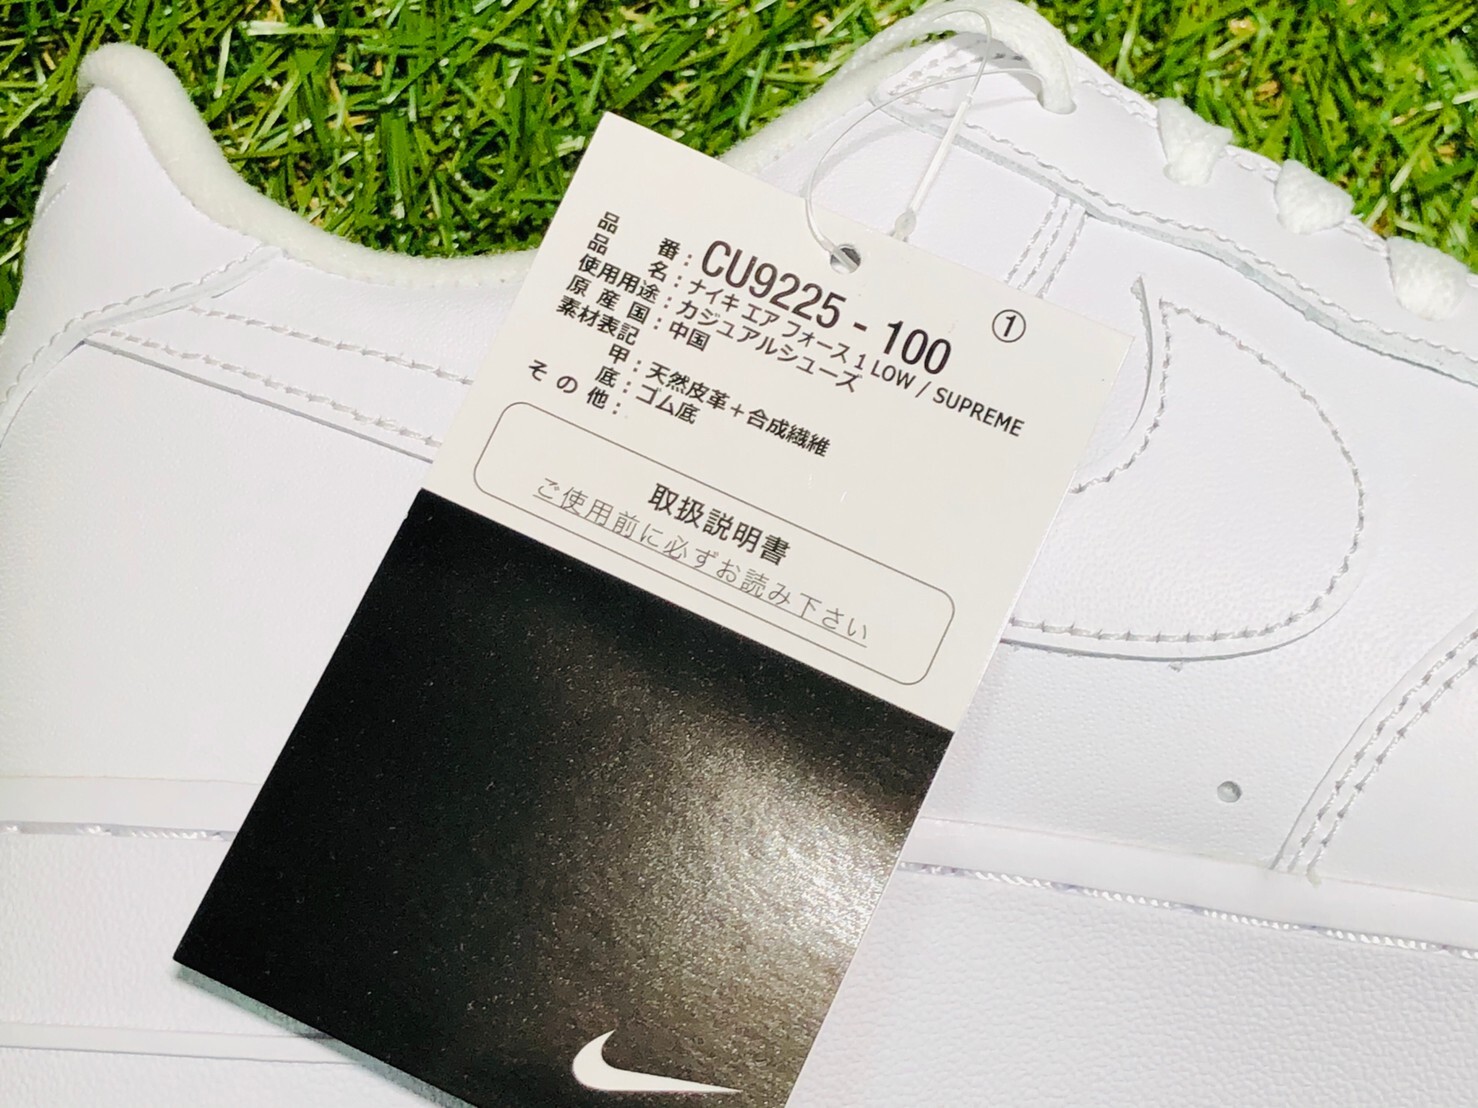 ①
品番：CU9225 - 100
品名：ナイキ エア フォース 1 LOW / SUPREME
使用用途：カジュアルシューズ
原産国：中国
素材表記
甲：天然皮革＋合成繊維
底：ゴム底
その他：
取扱説明書
ご使用前に必ずお読み下さい